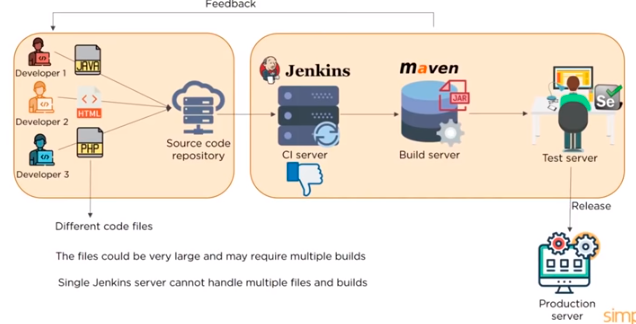 Feedback
Developer 1
JAVA
Developer 2
HTML
Developer 3
PHP
Source code
repository
Jenkins
CI server
maven
JAR
Build server
Se
Test server
Release
Production
server
Different code files
The files could be very large and may require multiple builds
Single Jenkins server cannot handle multiple files and builds
simp